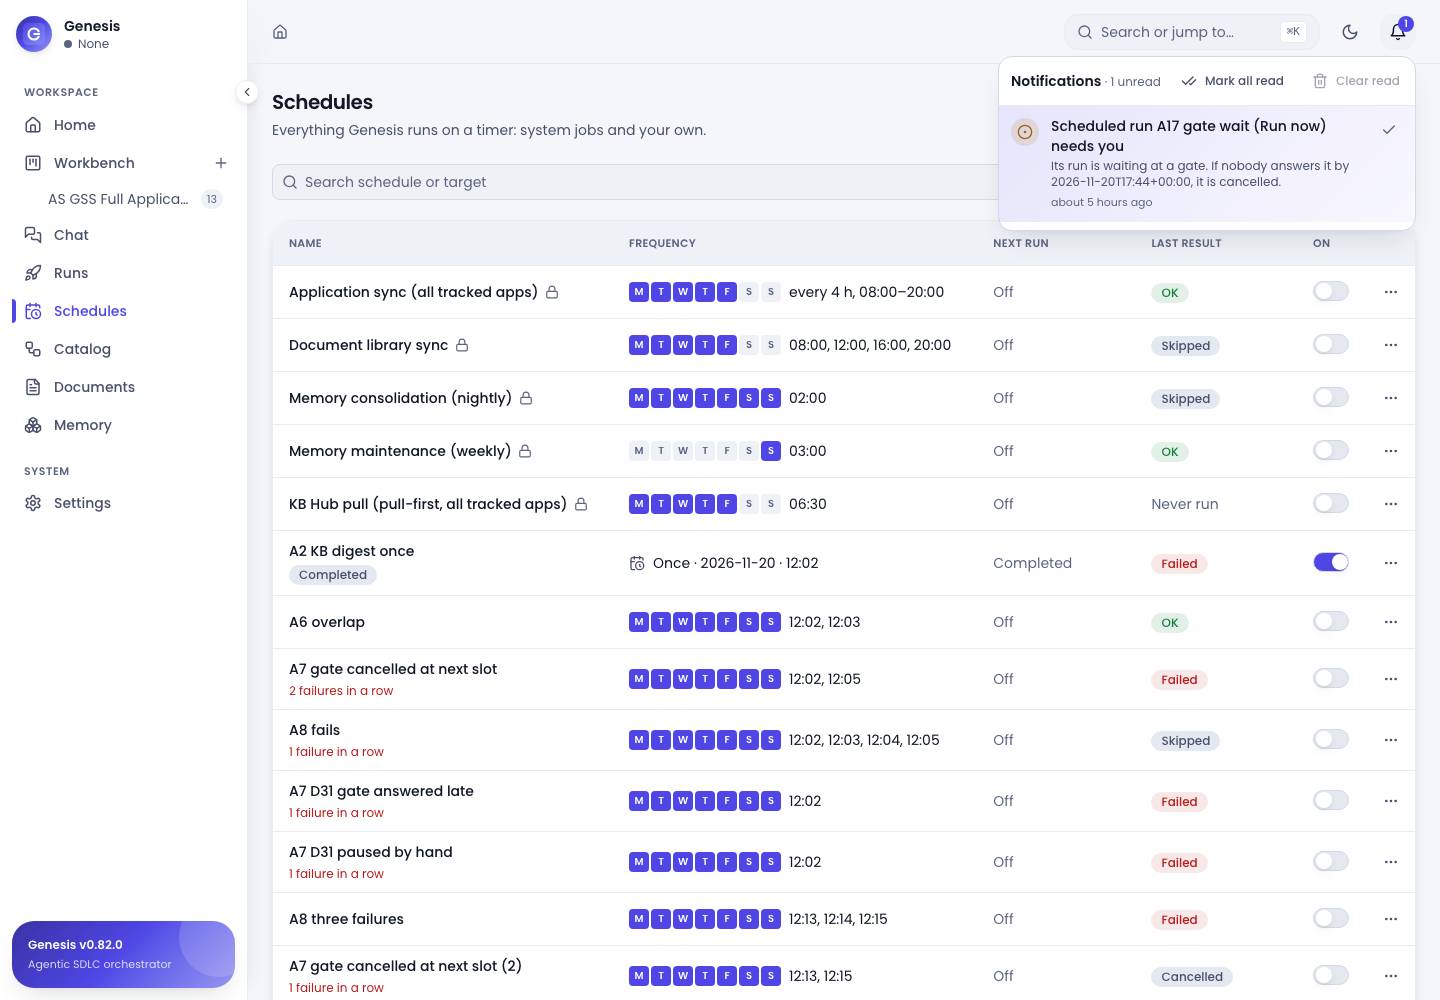 Genesis
None
Search or jump to…
⌘K
1
WORKSPACE
Home
Workbench
AS GSS Full Applica…
13
Chat
Runs
Schedules
Catalog
Documents
Memory
SYSTEM
Settings
Genesis v0.82.0
Agentic SDLC orchestrator
Schedules
Everything Genesis runs on a timer: system jobs and your own.
Search schedule or target
Notifications · 1 unread
Mark all read
Clear read
Scheduled run A17 gate wait (Run now)
needs you
Its run is waiting at a gate. If nobody answers it by
2026-11-20T17:44+00:00, it is cancelled.
about 5 hours ago
NAME FREQUENCY NEXT RUN LAST RESULT ON
Application sync (all tracked apps) M T W T F S S every 4 h, 08:00–20:00 Off OK
Document library sync M T W T F S S 08:00, 12:00, 16:00, 20:00 Off Skipped
Memory consolidation (nightly) M T W T F S S 02:00 Off Skipped
Memory maintenance (weekly) M T W T F S S 03:00 Off OK
KB Hub pull (pull-first, all tracked apps) M T W T F S S 06:30 Off Never run
A2 KB digest once
Completed
Once · 2026-11-20 · 12:02 Completed Failed
A6 overlap M T W T F S S 12:02, 12:03 Off OK
A7 gate cancelled at next slot
2 failures in a row
M T W T F S S 12:02, 12:05 Off Failed
A8 fails
1 failure in a row
M T W T F S S 12:02, 12:03, 12:04, 12:05 Off Skipped
A7 D31 gate answered late
1 failure in a row
M T W T F S S 12:02 Off Failed
A7 D31 paused by hand
1 failure in a row
M T W T F S S 12:02 Off Failed
A8 three failures M T W T F S S 12:13, 12:14, 12:15 Off Failed
A7 gate cancelled at next slot (2)
1 failure in a row
M T W T F S S 12:13, 12:15 Off Cancelled